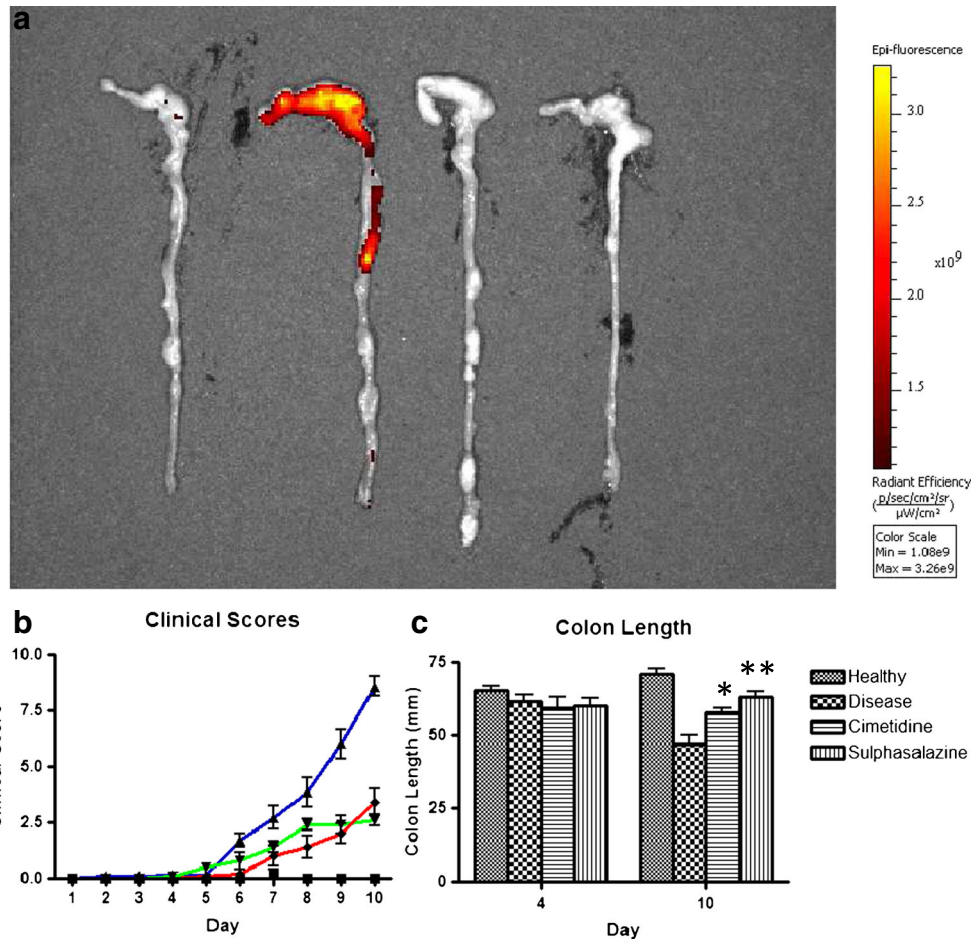 a
Epi-fluorescence
3.0
x10⁹
2.0
1.5
Radiant Efficiency
(p/sec/cm²/sr
µW/cm²)
Color Scale
Min = 1.08e9
Max = 3.26e9
b
Clinical Scores
10.0
7.5
5.0
2.5
0.0
1 2 3 4 5 6 7 8 9 10
Day
c
Colon Length
Colon Length (mm)
75
50
25
0
* **
4 10
Day
Healthy
Disease
Cimetidine
Sulphasalazine